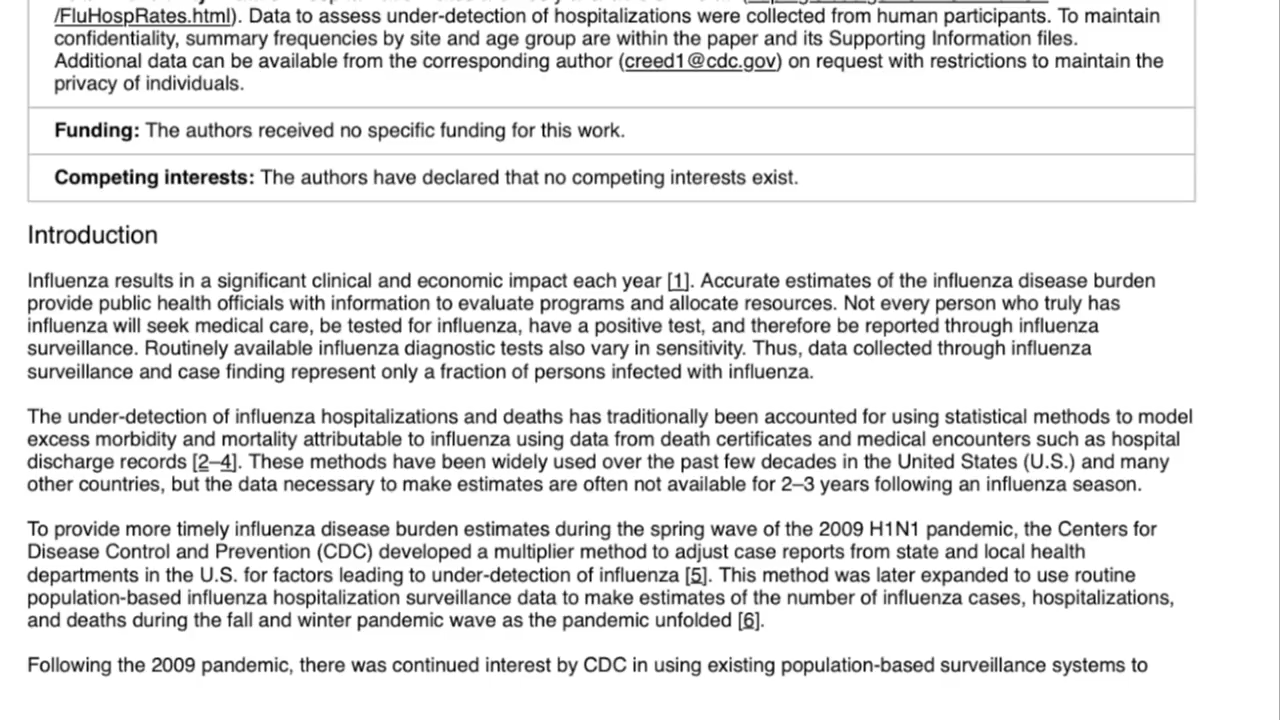 /FluHospRates.html). Data to assess under-detection of hospitalizations were collected from human participants. To maintain
confidentiality, summary frequencies by site and age group are within the paper and its Supporting Information files.
Additional data can be available from the corresponding author (creed1@cdc.gov) on request with restrictions to maintain the
privacy of individuals.
Funding: The authors received no specific funding for this work.
Competing interests: The authors have declared that no competing interests exist.
Introduction
Influenza results in a significant clinical and economic impact each year [1]. Accurate estimates of the influenza disease burden
provide public health officials with information to evaluate programs and allocate resources. Not every person who truly has
influenza will seek medical care, be tested for influenza, have a positive test, and therefore be reported through influenza
surveillance. Routinely available influenza diagnostic tests also vary in sensitivity. Thus, data collected through influenza
surveillance and case finding represent only a fraction of persons infected with influenza.
The under-detection of influenza hospitalizations and deaths has traditionally been accounted for using statistical methods to model
excess morbidity and mortality attributable to influenza using data from death certificates and medical encounters such as hospital
discharge records [2–4]. These methods have been widely used over the past few decades in the United States (U.S.) and many
other countries, but the data necessary to make estimates are often not available for 2–3 years following an influenza season.
To provide more timely influenza disease burden estimates during the spring wave of the 2009 H1N1 pandemic, the Centers for
Disease Control and Prevention (CDC) developed a multiplier method to adjust case reports from state and local health
departments in the U.S. for factors leading to under-detection of influenza [5]. This method was later expanded to use routine
population-based influenza hospitalization surveillance data to make estimates of the number of influenza cases, hospitalizations,
and deaths during the fall and winter pandemic wave as the pandemic unfolded [6].
Following the 2009 pandemic, there was continued interest by CDC in using existing population-based surveillance systems to